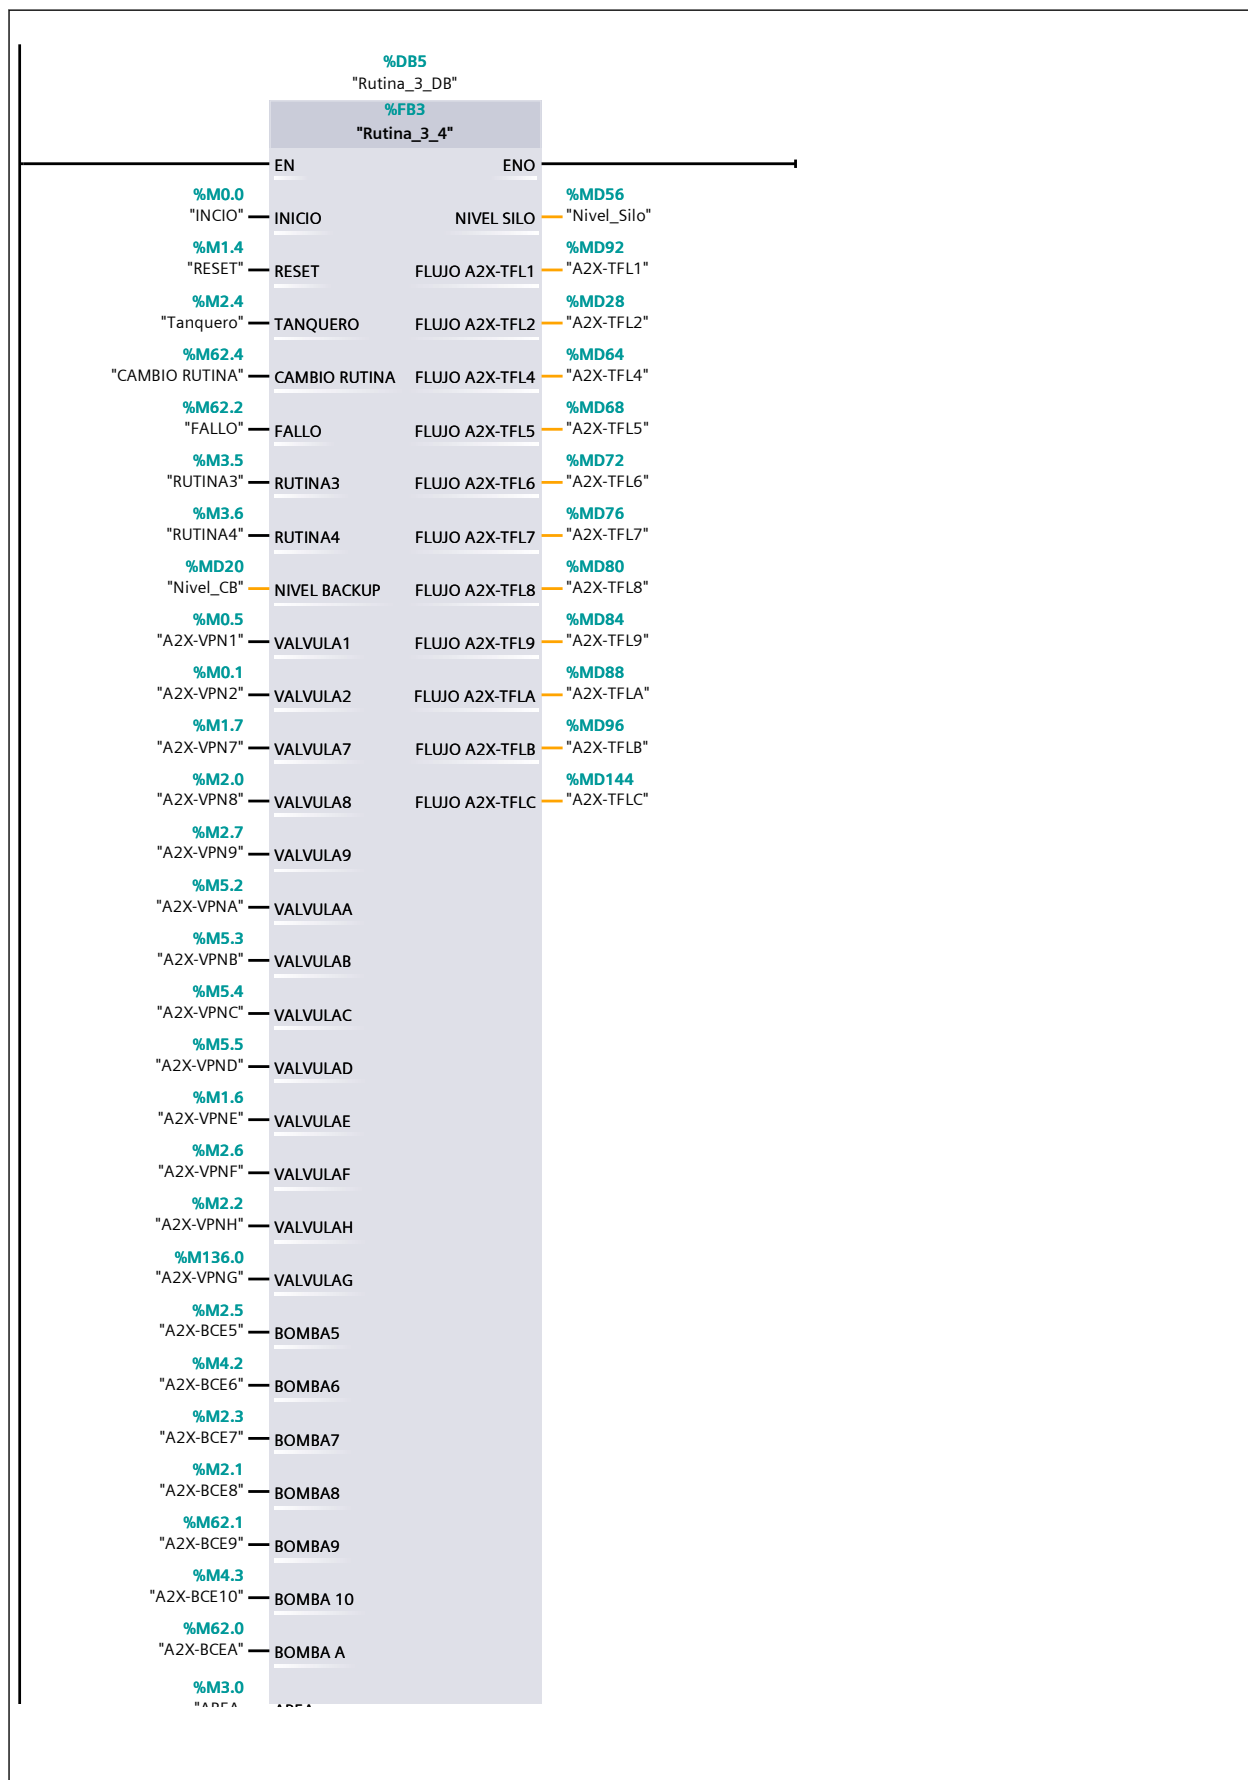 %DB5
"Rutina_3_DB"
%FB3
"Rutina_3_4"
EN ENO
%M0.0 %MD56
"INCIO" INICIO NIVEL SILO "Nivel_Silo"
%M1.4 %MD92
"RESET" RESET FLUJO A2X-TFL1 "A2X-TFL1"
%M2.4 %MD28
"Tanquero" TANQUERO FLUJO A2X-TFL2 "A2X-TFL2"
%M62.4 %MD64
"CAMBIO RUTINA" CAMBIO RUTINA FLUJO A2X-TFL4 "A2X-TFL4"
%M62.2 %MD68
"FALLO" FALLO FLUJO A2X-TFL5 "A2X-TFL5"
%M3.5 %MD72
"RUTINA3" RUTINA3 FLUJO A2X-TFL6 "A2X-TFL6"
%M3.6 %MD76
"RUTINA4" RUTINA4 FLUJO A2X-TFL7 "A2X-TFL7"
%MD20 %MD80
"Nivel_CB" NIVEL BACKUP FLUJO A2X-TFL8 "A2X-TFL8"
%M0.5 %MD84
"A2X-VPN1" VALVULA1 FLUJO A2X-TFL9 "A2X-TFL9"
%M0.1 %MD88
"A2X-VPN2" VALVULA2 FLUJO A2X-TFLA "A2X-TFLA"
%M1.7 %MD96
"A2X-VPN7" VALVULA7 FLUJO A2X-TFLB "A2X-TFLB"
%M2.0 %MD144
"A2X-VPN8" VALVULA8 FLUJO A2X-TFLC "A2X-TFLC"
%M2.7
"A2X-VPN9" VALVULA9
%M5.2
"A2X-VPNA" VALVULAA
%M5.3
"A2X-VPNB" VALVULAB
%M5.4
"A2X-VPNC" VALVULAC
%M5.5
"A2X-VPND" VALVULAD
%M1.6
"A2X-VPNE" VALVULAE
%M2.6
"A2X-VPNF" VALVULAF
%M2.2
"A2X-VPNH" VALVULAH
%M136.0
"A2X-VPNG" VALVULAG
%M2.5
"A2X-BCE5" BOMBA5
%M4.2
"A2X-BCE6" BOMBA6
%M2.3
"A2X-BCE7" BOMBA7
%M2.1
"A2X-BCE8" BOMBA8
%M62.1
"A2X-BCE9" BOMBA9
%M4.3
"A2X-BCE10" BOMBA 10
%M62.0
"A2X-BCEA" BOMBA A
%M3.0